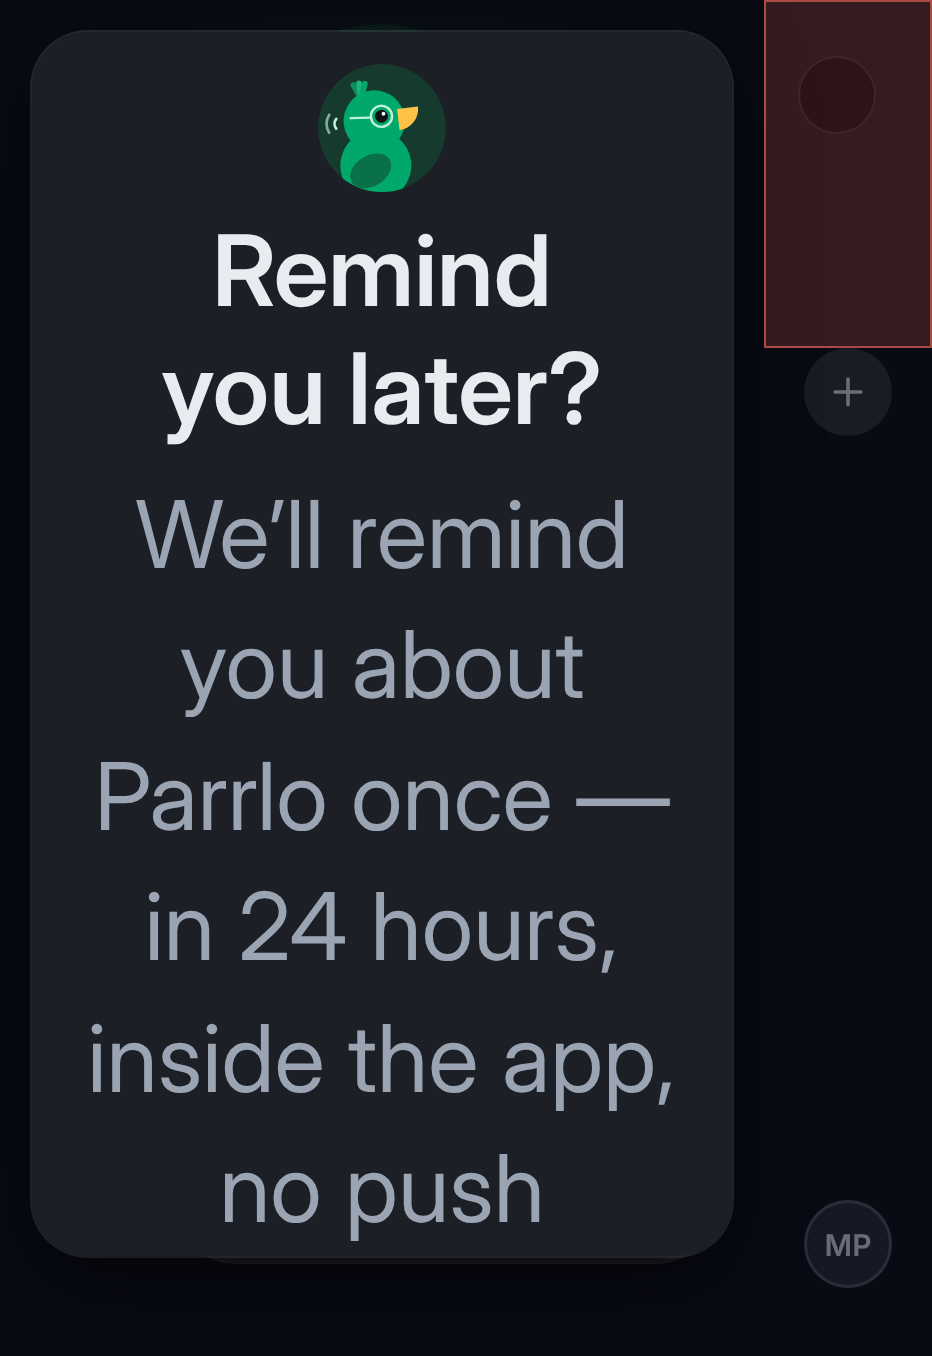 Remind
you later?
We’ll remind
you about
Parrlo once —
in 24 hours,
inside the app,
no push
MP